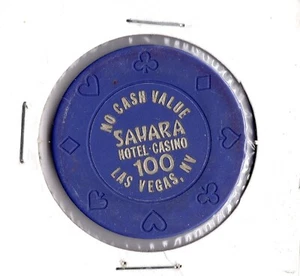 NO CASH VALUE
SAHARA
HOTEL-CASINO
100
LAS VEGAS, NV